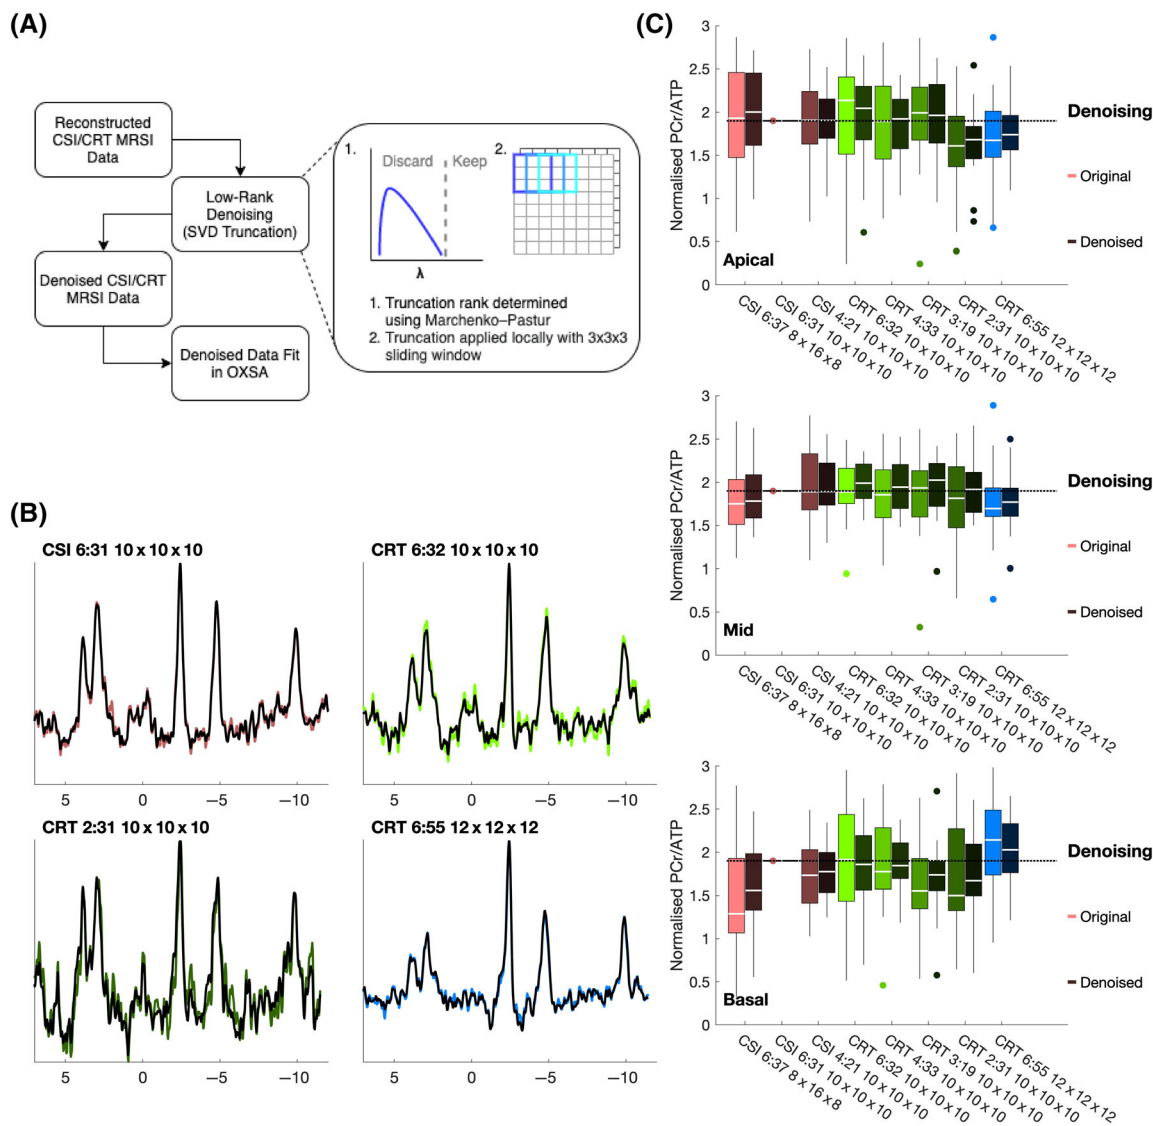 (A)
Reconstructed
CSI/CRT MRSI
Data
Low-Rank
Denoising
(SVD Truncation)
Denoised CSI/CRT
MRSI Data
Denoised Data Fit
in OXSA
1.
Discard
Keep
λ
2.
1. Truncation rank determined
using Marchenko–Pastur
2. Truncation applied locally with 3x3x3
sliding window
(B)
CSI 6:31 10 x 10 x 10
5 0 −5 −10
CRT 6:32 10 x 10 x 10
5 0 −5 −10
CRT 2:31 10 x 10 x 10
5 0 −5 −10
CRT 6:55 12 x 12 x 12
5 0 −5 −10
(C)
Normalised PCr/ATP
3
2.5
2
1.5
1
0.5
0
Apical
Denoising
Original
Denoised
CSI 6:37 8 x 16 x 8
CSI 6:31 10 x 10 x 10
CSI 4:21 10 x 10 x 10
CRT 6:32 10 x 10 x 10
CRT 4:33 10 x 10 x 10
CRT 3:19 10 x 10 x 10
CRT 2:31 10 x 10 x 10
CRT 6:55 12 x 12 x 12
Normalised PCr/ATP
3
2.5
2
1.5
1
0.5
0
Mid
Denoising
Original
Denoised
CSI 6:37 8 x 16 x 8
CSI 6:31 10 x 10 x 10
CSI 4:21 10 x 10 x 10
CRT 6:32 10 x 10 x 10
CRT 4:33 10 x 10 x 10
CRT 3:19 10 x 10 x 10
CRT 2:31 10 x 10 x 10
CRT 6:55 12 x 12 x 12
Normalised PCr/ATP
3
2.5
2
1.5
1
0.5
0
Basal
Denoising
Original
Denoised
CSI 6:37 8 x 16 x 8
CSI 6:31 10 x 10 x 10
CSI 4:21 10 x 10 x 10
CRT 6:32 10 x 10 x 10
CRT 4:33 10 x 10 x 10
CRT 3:19 10 x 10 x 10
CRT 2:31 10 x 10 x 10
CRT 6:55 12 x 12 x 12